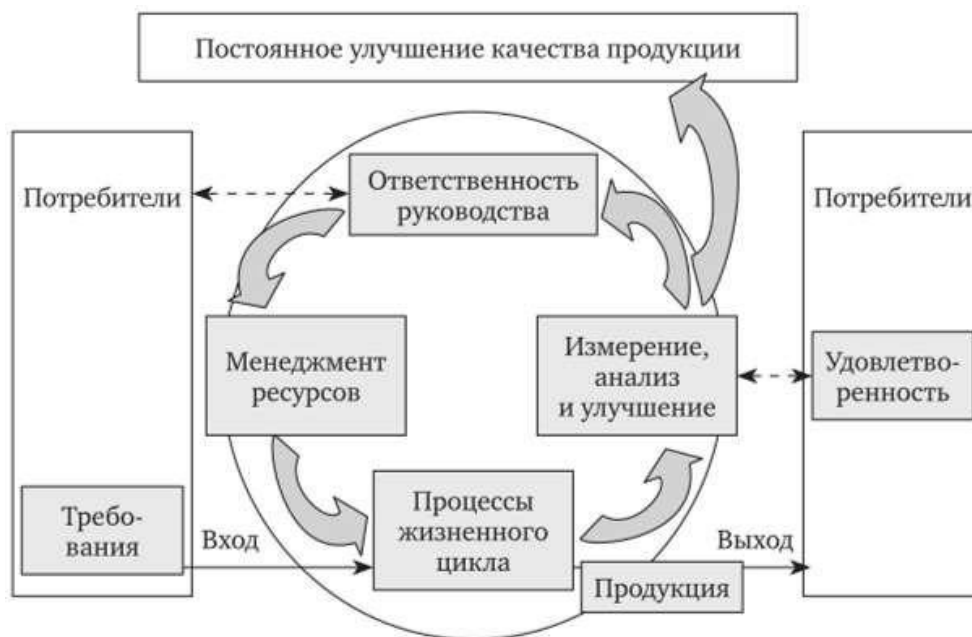 Постоянное улучшение качества продукции
Потребители
Ответственность
руководства
Потребители
Менеджмент
ресурсов
Измерение,
анализ
и улучшение
Удовлетво-
ренность
Требо-
вания
Вход
Процессы
жизненного
цикла
Выход
Продукция